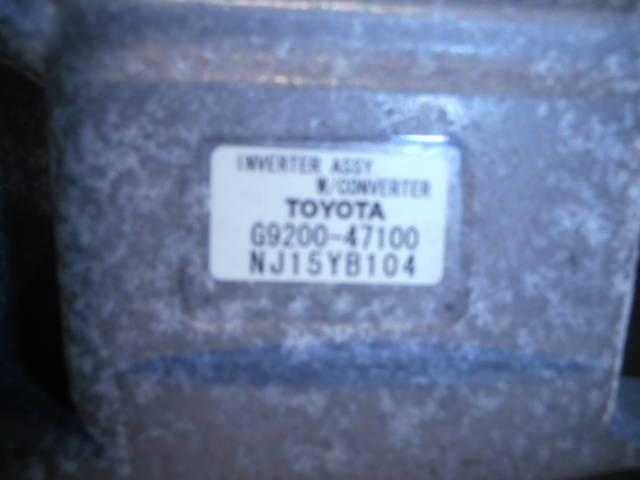 INVERTER ASSY
W/CONVERTER
TOYOTA
G9200-47100
NJ15YB104